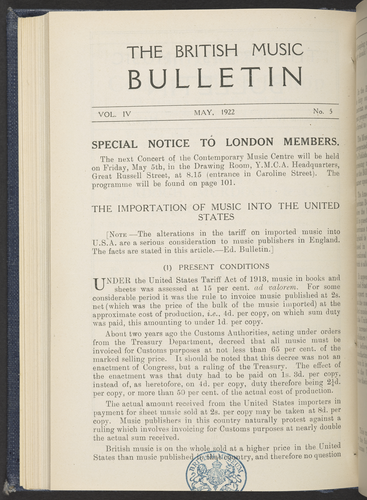 THE BRITISH MUSIC
BULLETIN
VOL. IV MAY, 1922 No. 5
SPECIAL NOTICE TO LONDON MEMBERS.
The next Concert of the Contemporary Music Centre will be held
on Friday, May 5th, in the Drawing Room, Y.M.C.A. Headquarters,
Great Russell Street, at 8.15 (entrance in Caroline Street). The
programme will be found on page 101.
THE IMPORTATION OF MUSIC INTO THE UNITED
STATES
[NOTE—The alterations in the tariff on imported music into
U.S.A. are a serious consideration to music publishers in England.
The facts are stated in this article.—Ed. Bulletin.]
(1) PRESENT CONDITIONS
UNDER the United States Tariff Act of 1913, music in books and
sheets was assessed at 15 per cent. ad valorem. For some
considerable period it was the rule to invoice music published at 2s.
net (which was the price of the bulk of the music imported) at the
approximate cost of production, i.e., 4d. per copy, on which sum duty
was paid, this amounting to under 1d. per copy.
About two years ago the Customs Authorities, acting under orders
from the Treasury Department, decreed that all music must be
invoiced for Customs purposes at not less than 65 per cent. of the
marked selling price. It should be noted that this decree was not an
enactment of Congress, but a ruling of the Treasury. The effect of
the enactment was that duty had to be paid on 1s. 3d. per copy,
instead of, as heretofore, on 4d. per copy, duty therefore being 2¼d.
per copy, or more than 50 per cent. of the actual cost of production.
The actual amount received from the United States importers in
payment for sheet music sold at 2s. per copy may be taken at 8d. per
copy. Music publishers in this country naturally protest against a
ruling which involves invoicing for Customs purposes at nearly double
the actual sum received.
British music is on the whole sold at a higher price in the United
States than music published country, and therefore no question